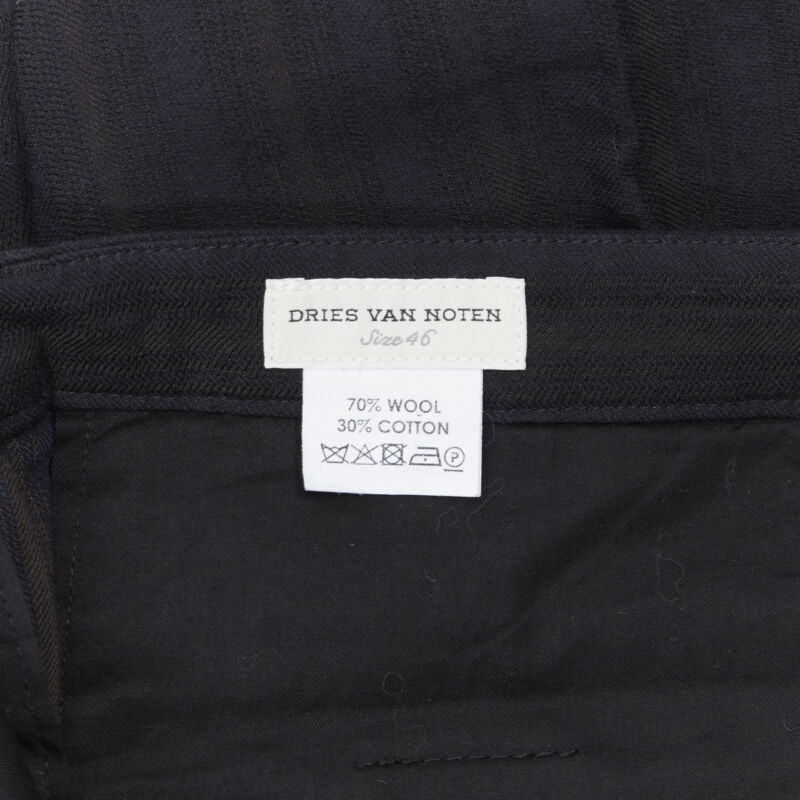 DRIES VAN NOTEN
Size 46
70% WOOL
30% COTTON
P